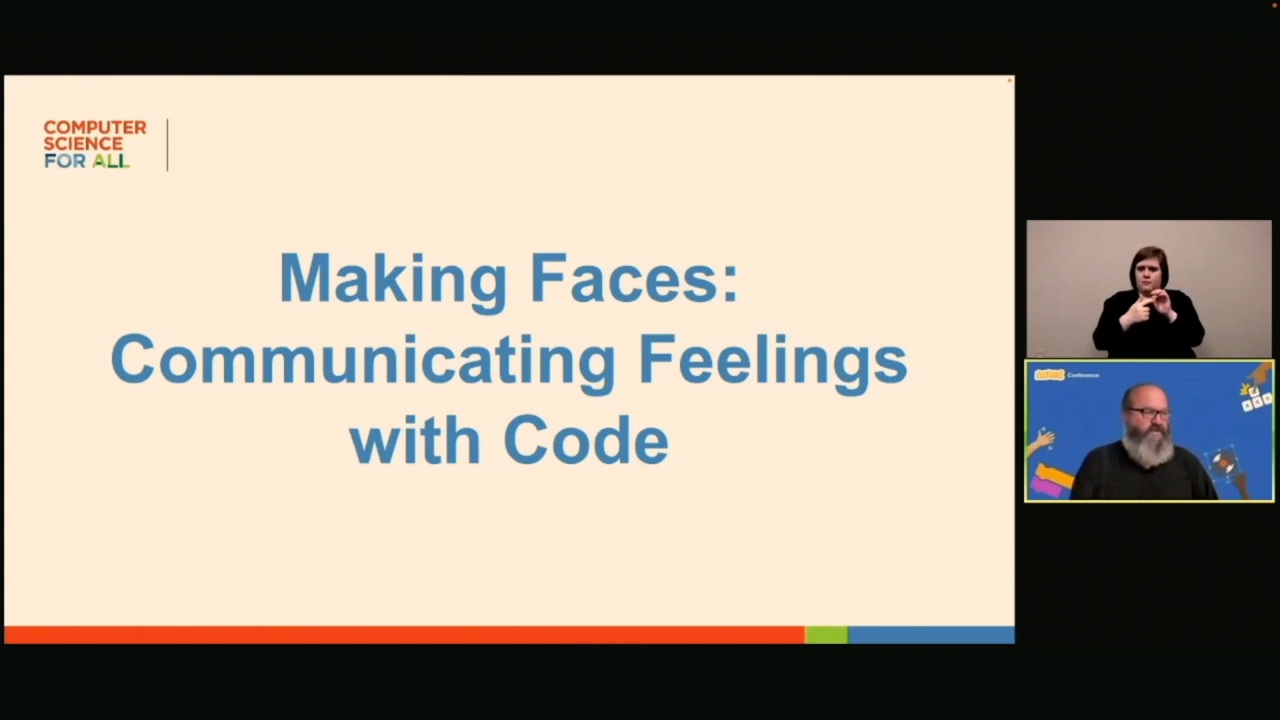 COMPUTER
SCIENCE
FOR ALL
Making Faces:
Communicating Feelings
with Code
Conference